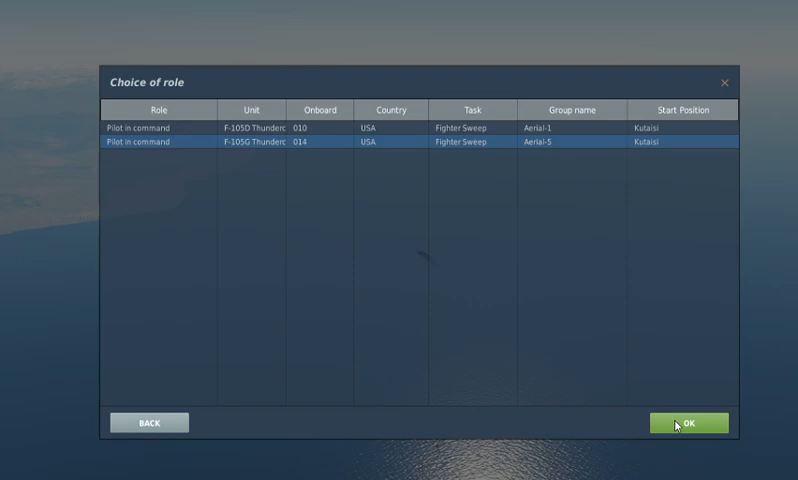 Choice of role
Role Unit Onboard Country Task Group name Start Position
Pilot in command F-105D Thunderc 010 USA Fighter Sweep Aerial-1 Kutaisi
Pilot in command F-105G Thunderc 014 USA Fighter Sweep Aerial-5 Kutaisi
BACK OK